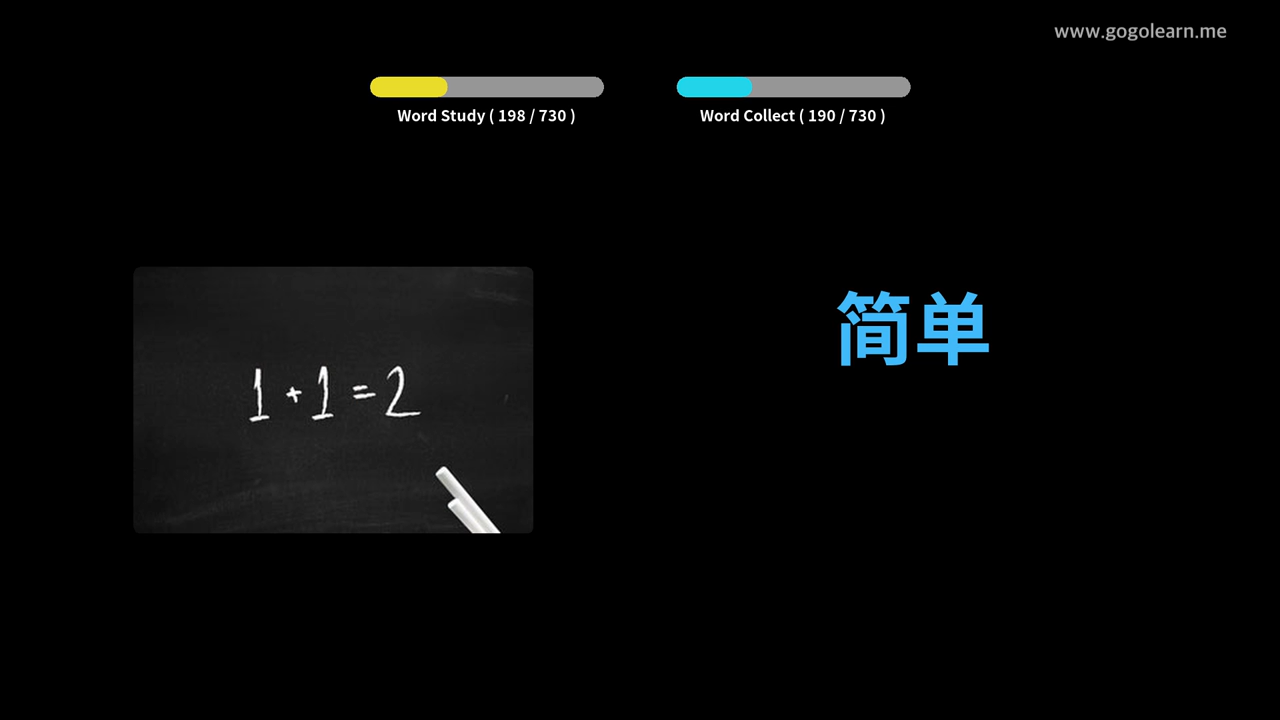 www.gogolearn.me
Word Study ( 198 / 730 )
Word Collect ( 190 / 730 )
简单
1 + 1 = 2